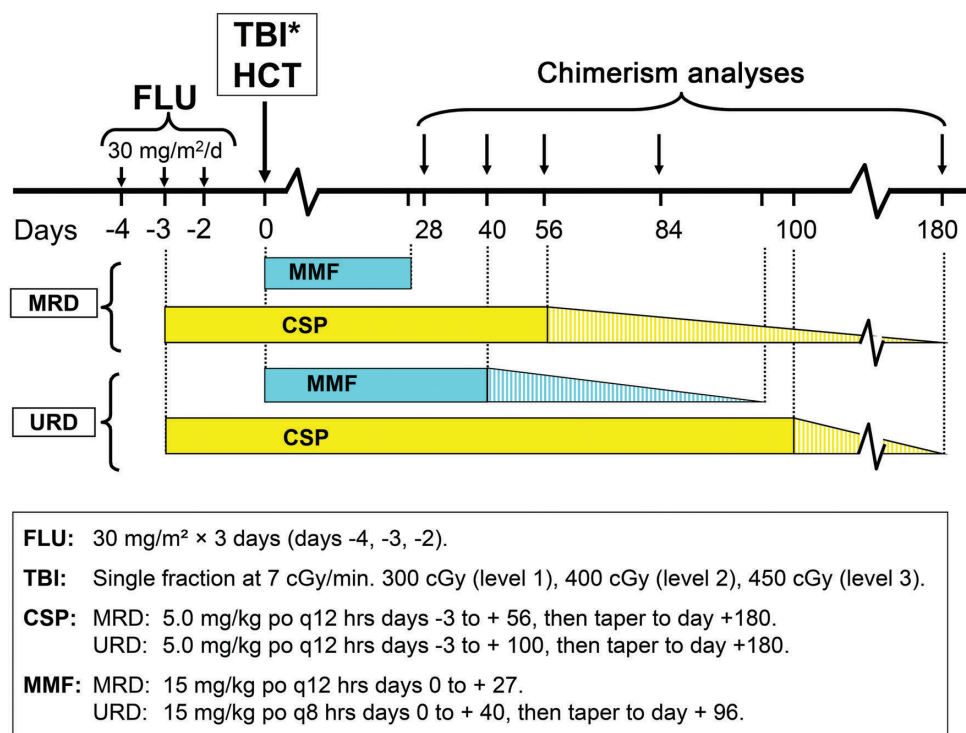 TBI*
HCT
Chimerism analyses
FLU
30 mg/m²/d
Days -4 -3 -2 0 28 40 56 84 100 180
MRD
MMF
CSP
URD
MMF
CSP
FLU: 30 mg/m² × 3 days (days -4, -3, -2).
TBI: Single fraction at 7 cGy/min. 300 cGy (level 1), 400 cGy (level 2), 450 cGy (level 3).
CSP: MRD: 5.0 mg/kg po q12 hrs days -3 to + 56, then taper to day +180.
URD: 5.0 mg/kg po q12 hrs days -3 to + 100, then taper to day +180.
MMF: MRD: 15 mg/kg po q12 hrs days 0 to + 27.
URD: 15 mg/kg po q8 hrs days 0 to + 40, then taper to day + 96.